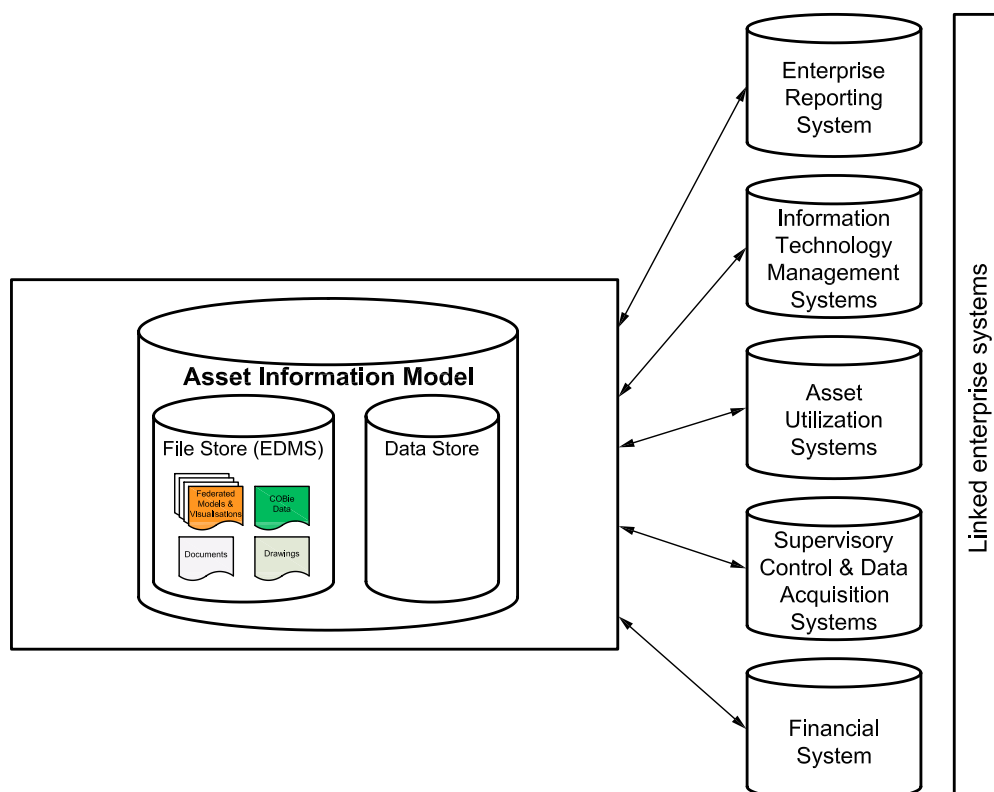 Enterprise
Reporting
System
Information
Technology
Management
Systems
Asset
Utilization
Systems
Supervisory
Control & Data
Acquisition
Systems
Financial
System
Linked enterprise systems
Asset Information Model
File Store (EDMS)
Data Store
Federated
Models &
Visualisations
COBie
Data
Documents
Drawings